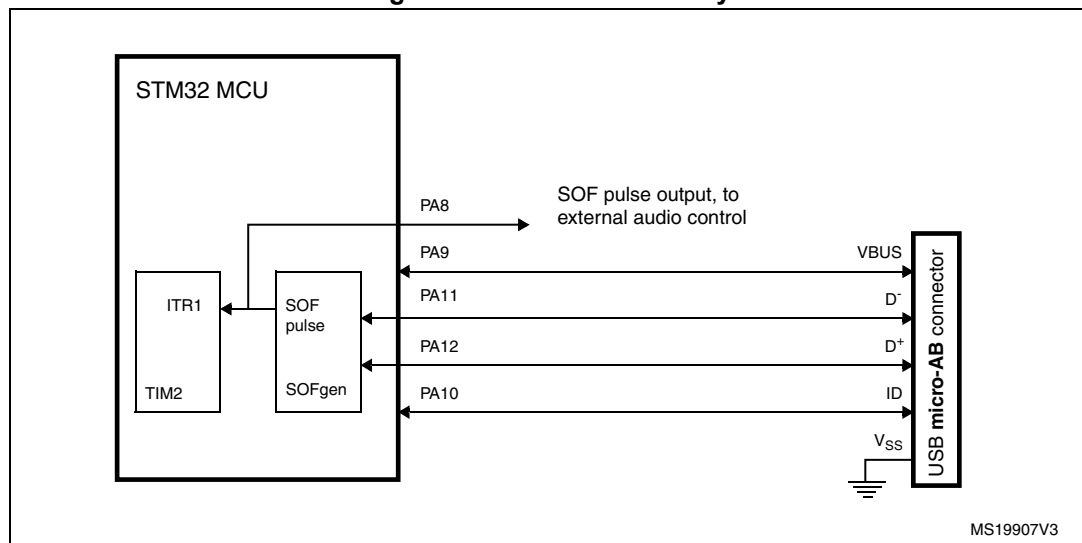 STM32 MCU
PA8
SOF pulse output, to
external audio control
PA9
VBUS
PA11
D-
PA12
D+
PA10
ID
VSS
ITR1
TIM2
SOF
pulse
SOFgen
USB micro-AB connector
MS19907V3